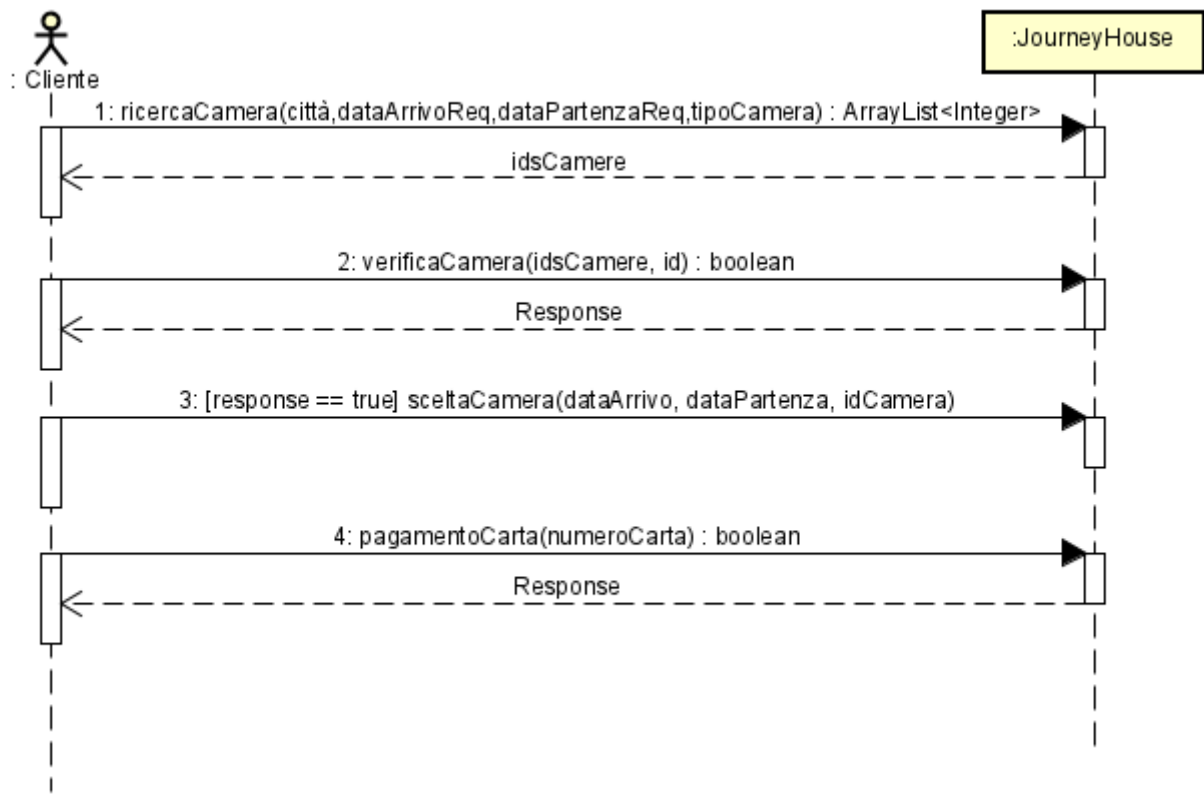 : Cliente
:JourneyHouse
1: ricercaCamera(città,dataArrivoReq,dataPartenzaReq,tipoCamera) : ArrayList<Integer>
idsCamere
2: verificaCamera(idsCamere, id) : boolean
Response
3: [response == true] sceltaCamera(dataArrivo, dataPartenza, idCamera)
4: pagamentoCarta(numeroCarta) : boolean
Response